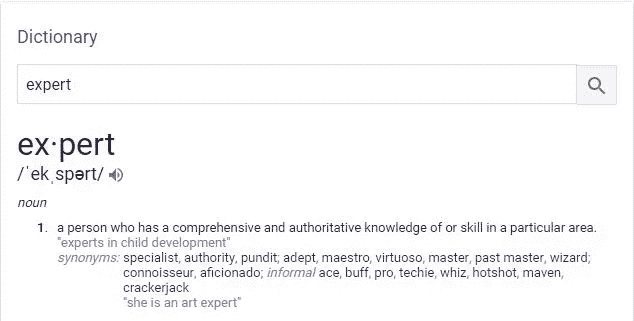 Dictionary
expert
ex·pert
/ˈekˌspərt/
noun
1. a person who has a comprehensive and authoritative knowledge of or skill in a particular area.
"experts in child development"
synonyms: specialist, authority, pundit; adept, maestro, virtuoso, master, past master, wizard;
connoisseur, aficionado; informal ace, buff, pro, techie, whiz, hotshot, maven,
crackerjack
"she is an art expert"